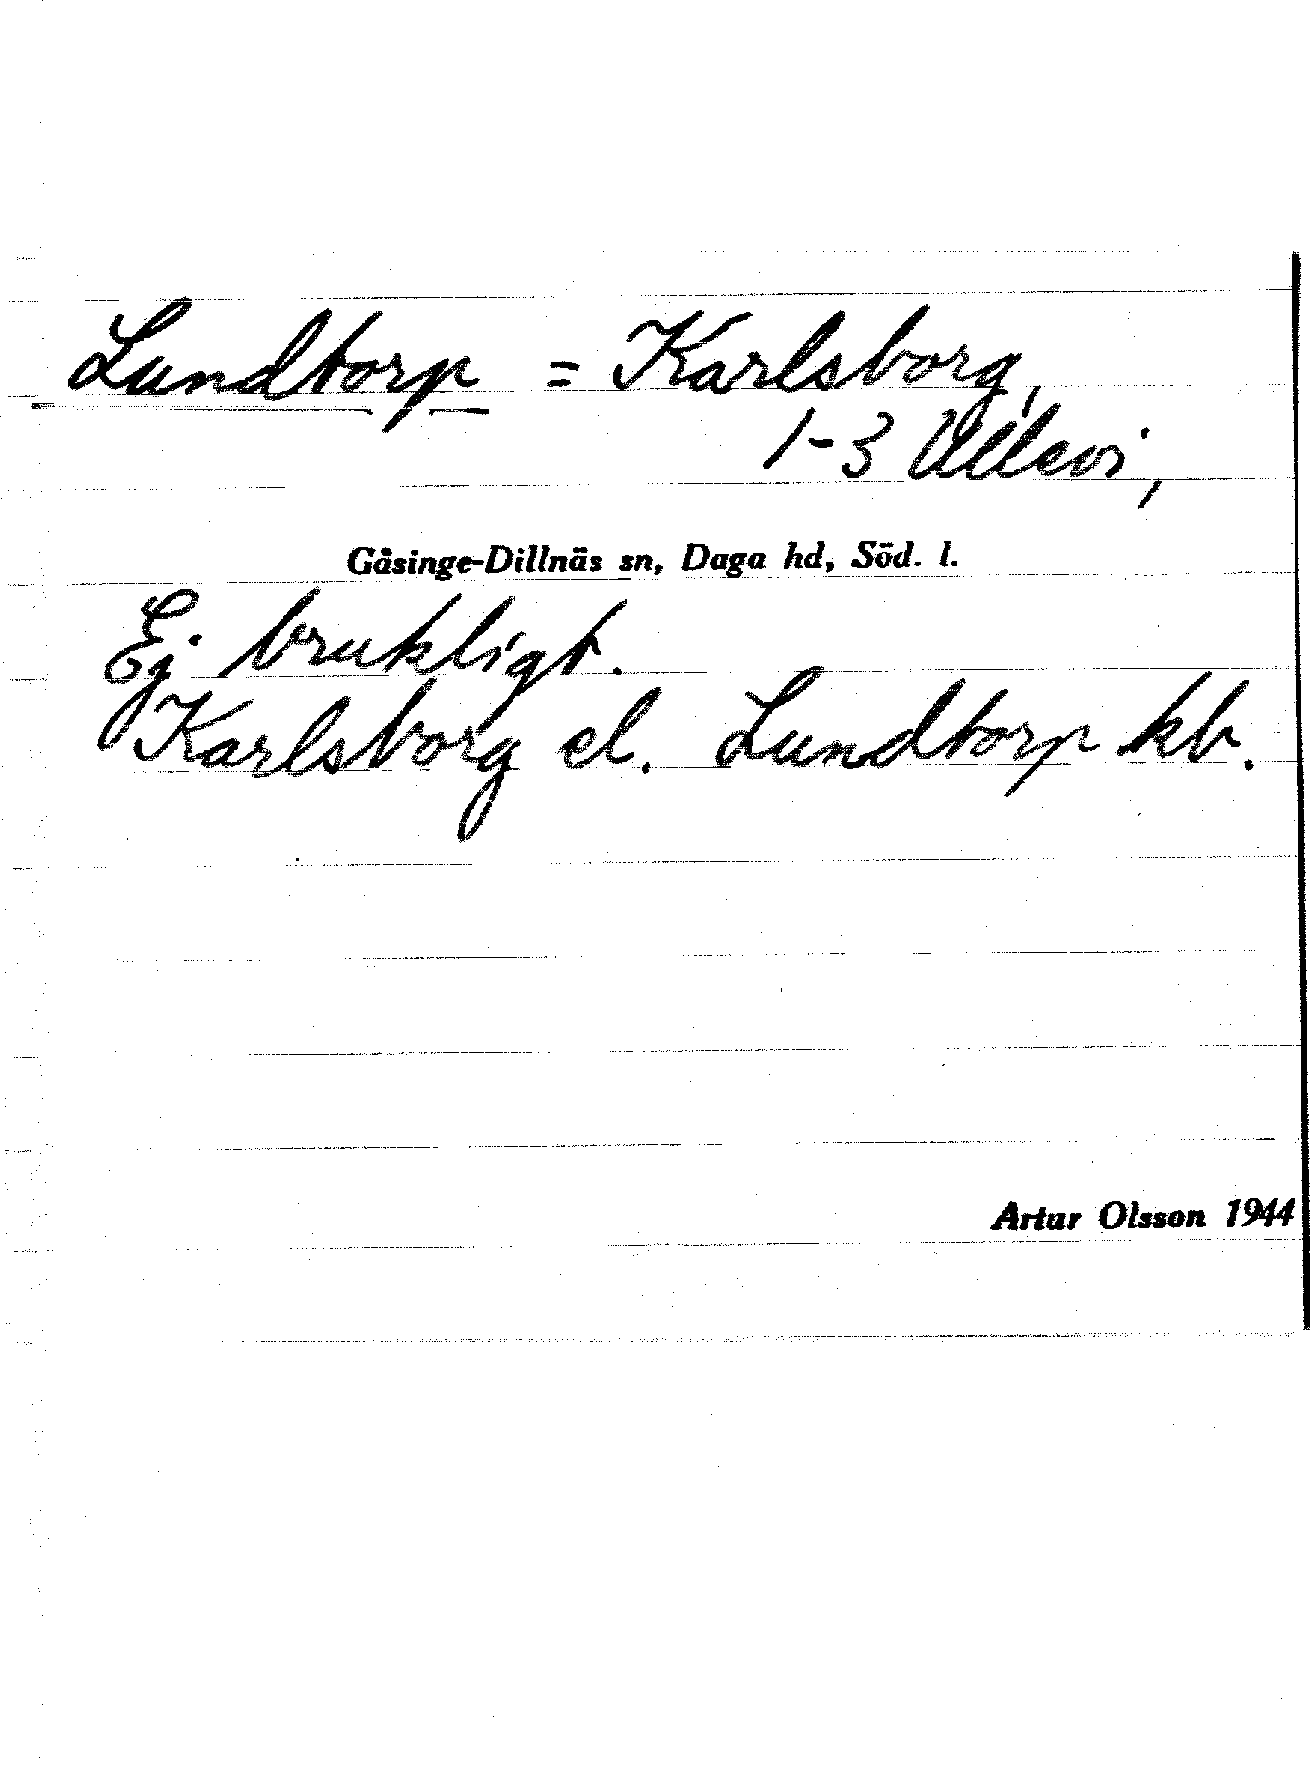 Lundtorp = Karlsborg,
1-3 Ullevi,
Gåsinge-Dillnäs sn, Daga hd, Söd. l.
Ej brukligt.
Karlsborg el. Lundtorp kb.
Artur Olsson 1944